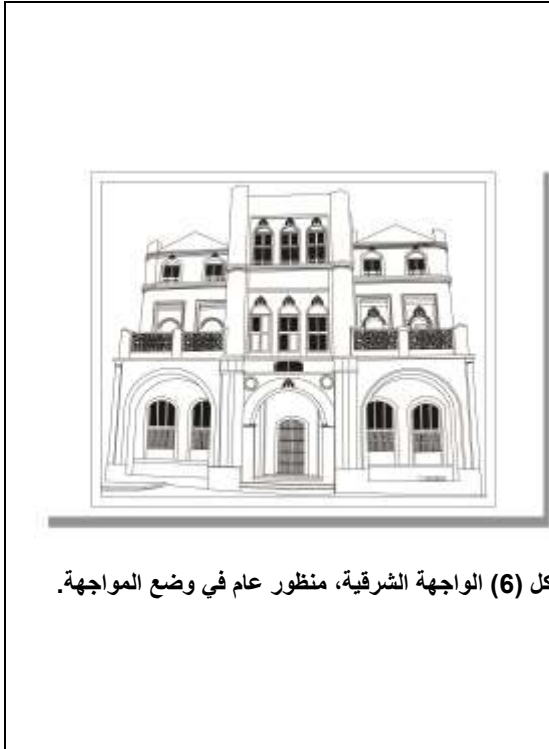 كل (6) الواجهة الشرقية، منظور عام في وضع المواجهة.